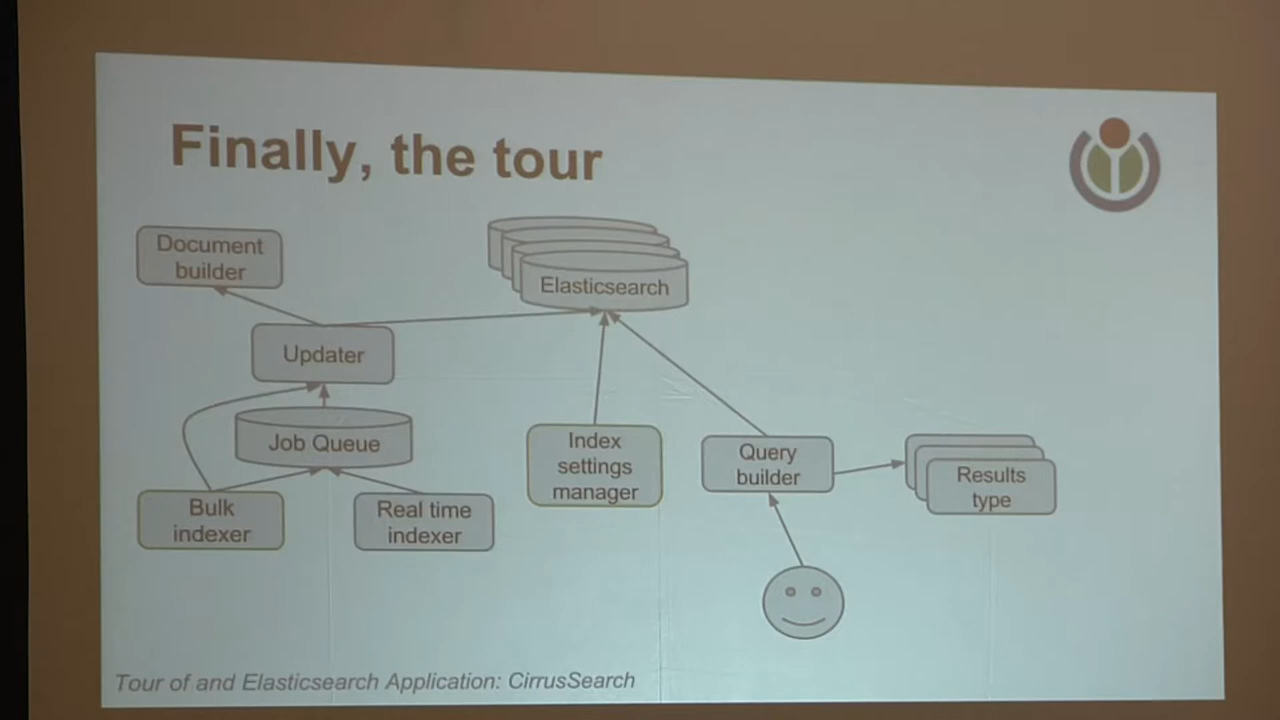 Finally, the tour
Document
builder
Elasticsearch
Updater
Job Queue
Bulk
indexer
Real time
indexer
Index
settings
manager
Query
builder
Results
type
Tour of and Elasticsearch Application: CirrusSearch